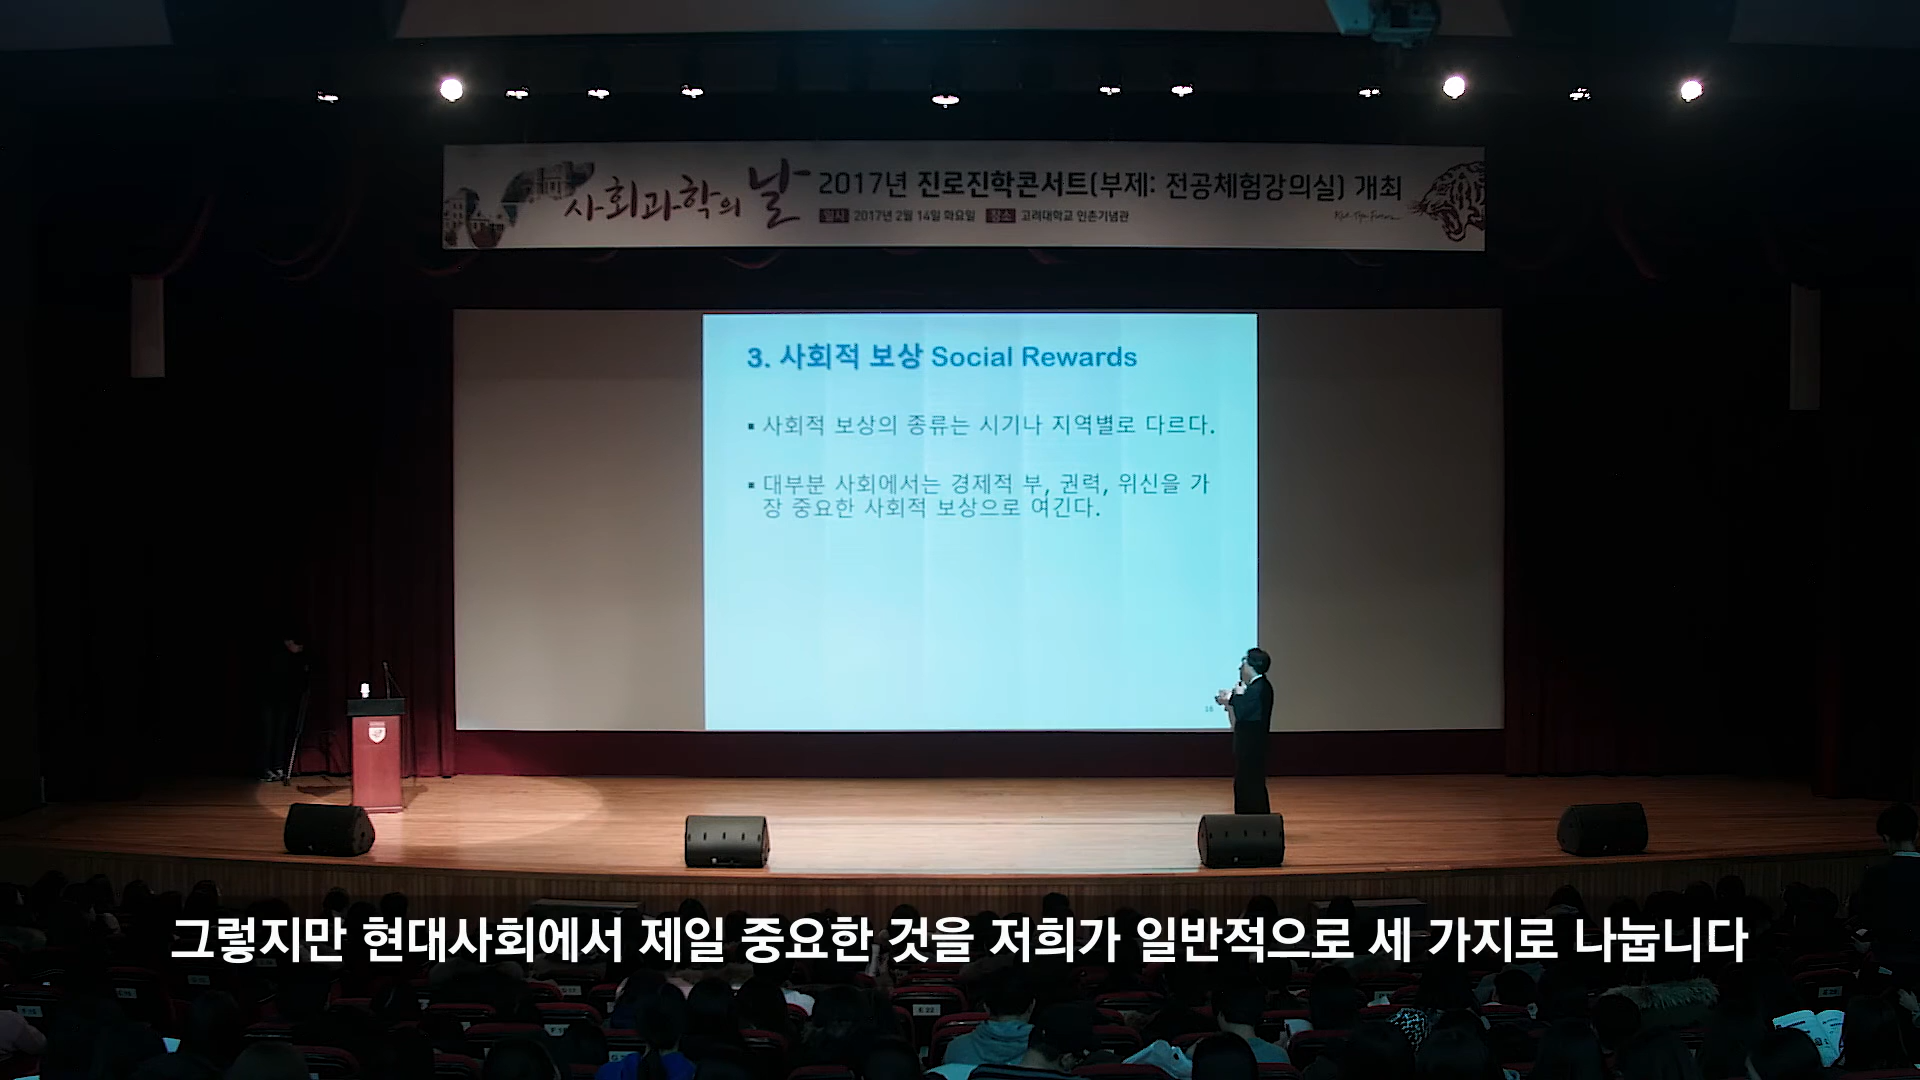 사회과학의 날 2017년 진로진학콘서트(부제: 전공체험강의실) 개최
일시 2017년 2월 14일 화요일 장소 고려대학교 인촌기념관
3. 사회적 보상 Social Rewards
▪ 사회적 보상의 종류는 시기나 지역별로 다르다.
▪ 대부분 사회에서는 경제적 부, 권력, 위신을 가
장 중요한 사회적 보상으로 여긴다.
그렇지만 현대사회에서 제일 중요한 것을 저희가 일반적으로 세 가지로 나눕니다